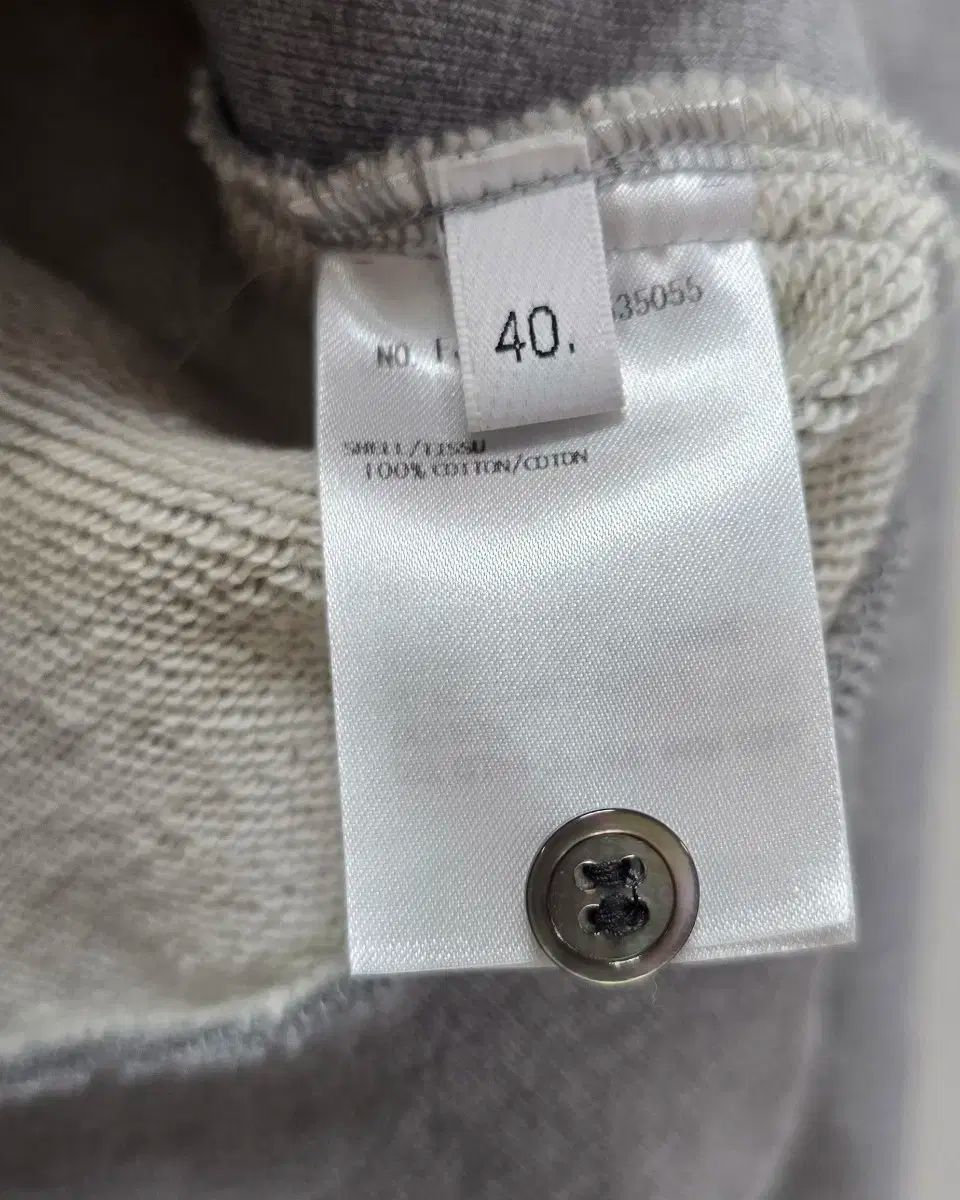 40.
NO. 35055
SHELL/TISSU
100% COTTON/COTON